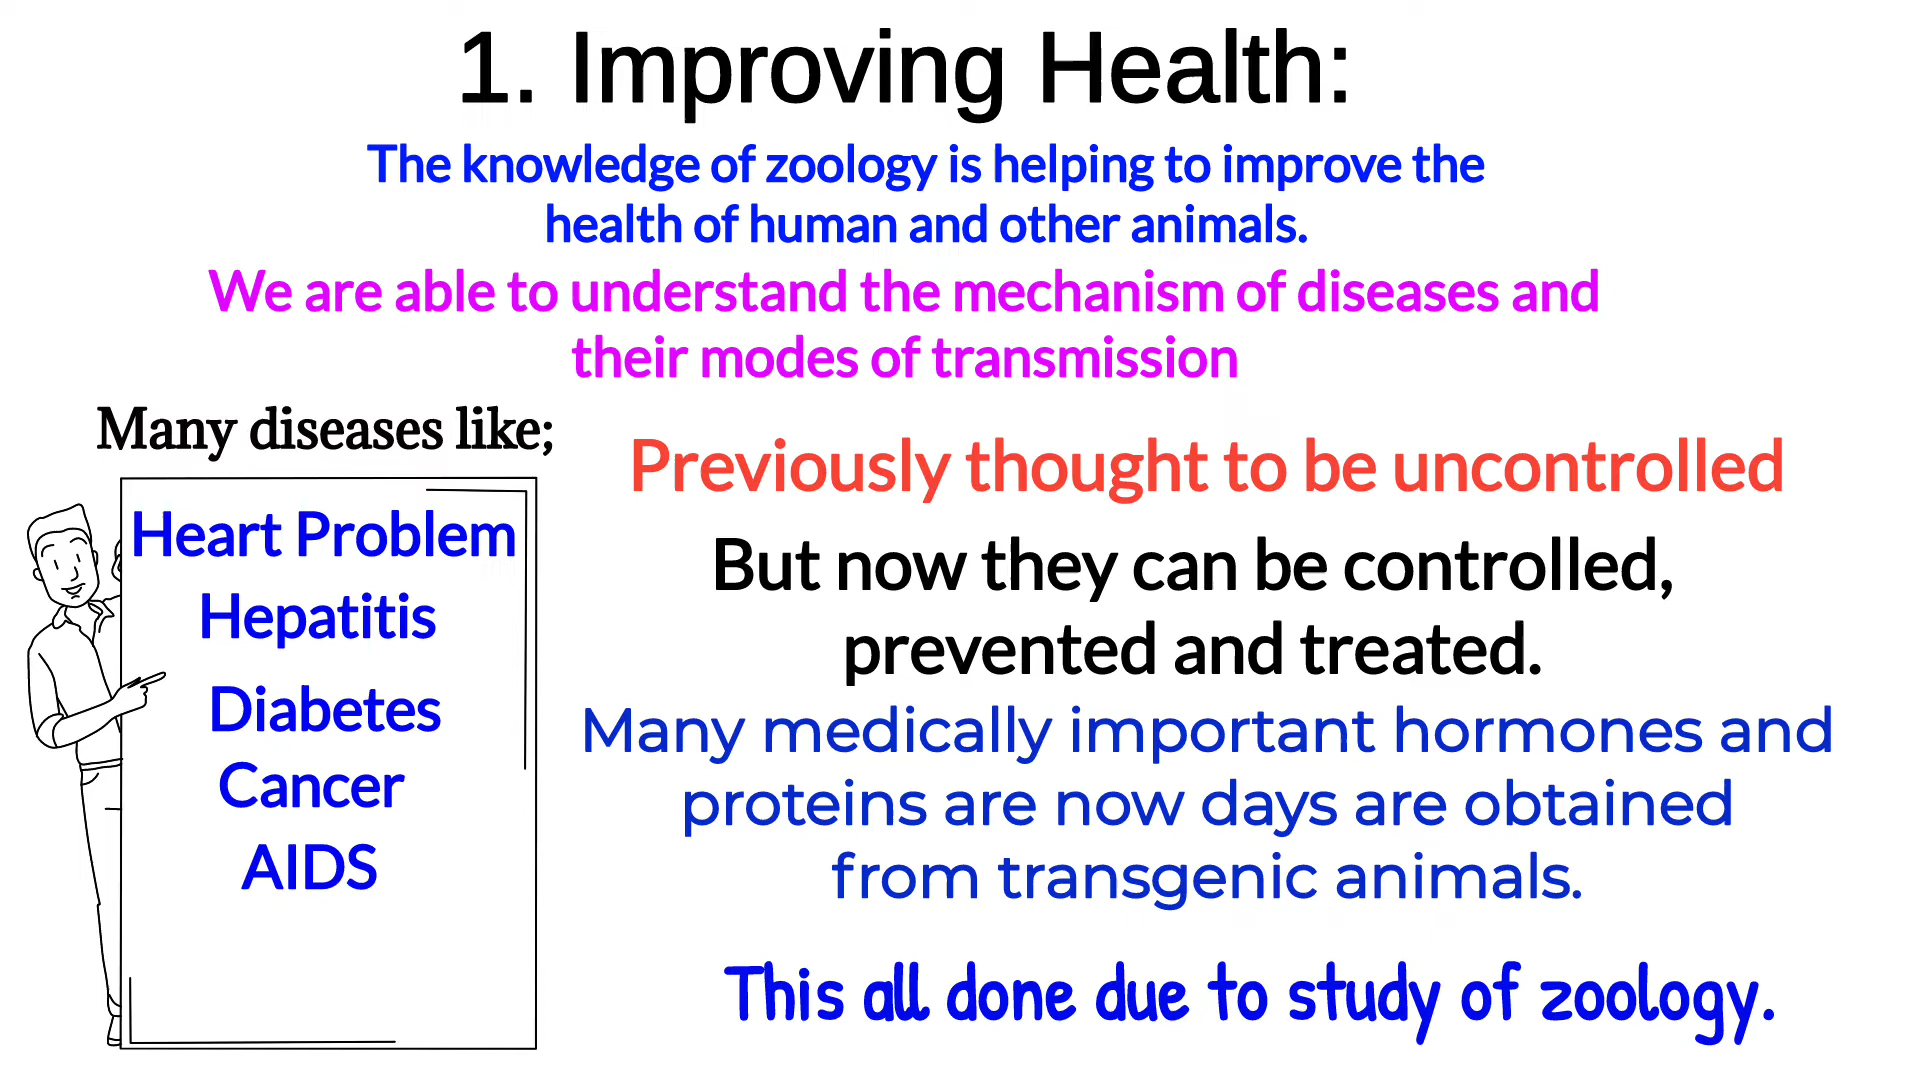 1. Improving Health:
The knowledge of zoology is helping to improve the
health of human and other animals.
We are able to understand the mechanism of diseases and
their modes of transmission
Many diseases like;
Heart Problem
Hepatitis
Diabetes
Cancer
AIDS
Previously thought to be uncontrolled
But now they can be controlled,
prevented and treated.
Many medically important hormones and
proteins are now days are obtained
from transgenic animals.
This all done due to study of zoology.